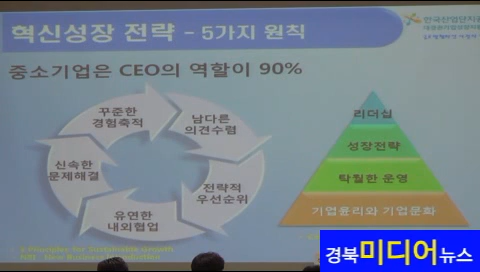 혁신성장 전략 - 5가지 원칙
한국산업단지공
중소기업은 CEO의 역할이 90%
꾸준한
경험축적
남다른
의견수렴
전략적
우선순위
유연한
내외협업
신속한
문제해결
리더십
성장전략
탁월한 운영
기업윤리와 기업문화
경북미디어뉴스